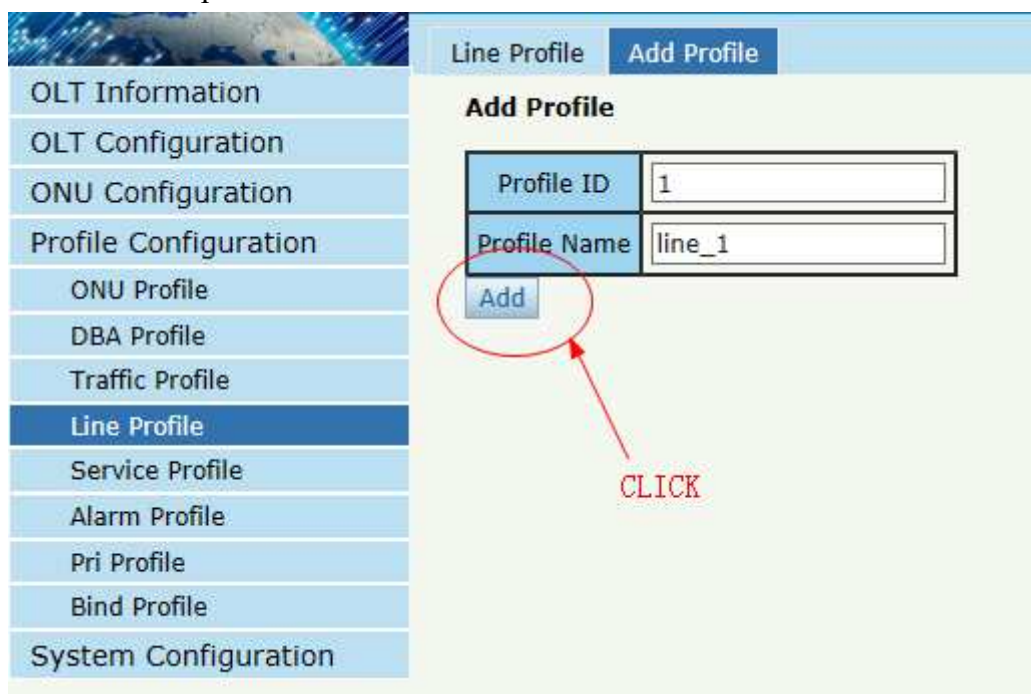 Line Profile Add Profile
OLT Information
OLT Configuration
ONU Configuration
Profile Configuration
ONU Profile
DBA Profile
Traffic Profile
Line Profile
Service Profile
Alarm Profile
Pri Profile
Bind Profile
System Configuration
Add Profile
Profile ID 1
Profile Name line_1
Add
CLICK